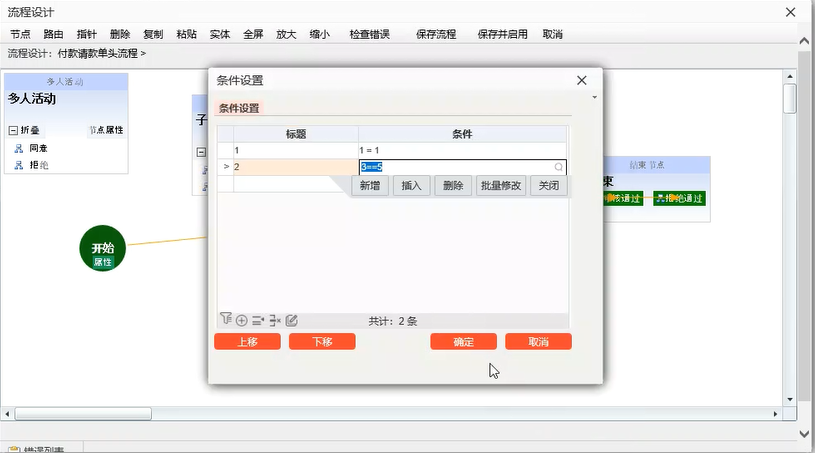 流程设计
节点 路由 指针 删除 复制 粘贴 实体 全屏 放大 缩小 检查错误 保存流程 保存并启用 取消
流程设计: 付款请款单头流程 >
多人活动
多人活动
折叠 节点属性
同意
拒绝
开始
属性
子
条件设置
条件设置
标题 条件
1 1 = 1
> 2 5==5
新增 插入 删除 批量修改 关闭
共计: 2 条
上移 下移 确定 取消
结束 节点
束
核通过 拒绝通过
错误列表